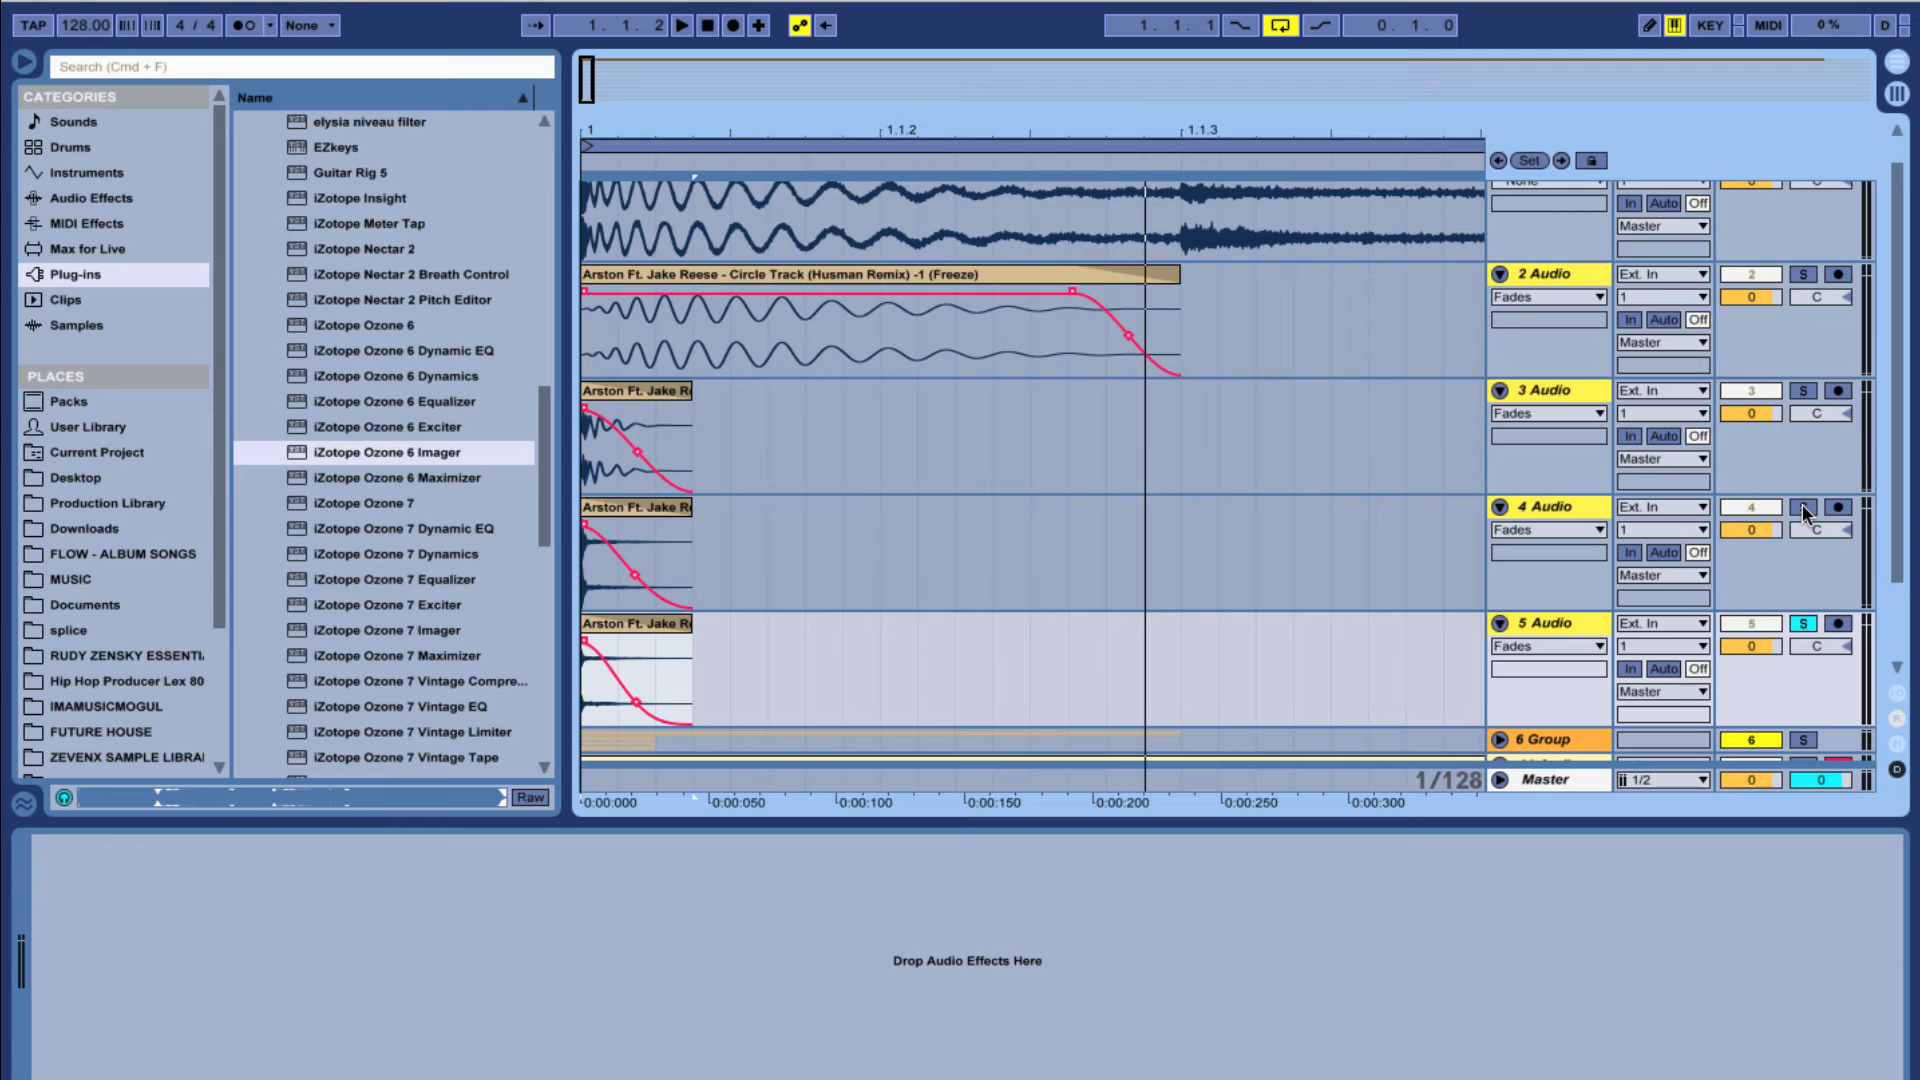 TAP 128.00 4 / 4 None 1. 1. 2 1. 1. 1 0. 1. 0 KEY MIDI 0 % D
Search (Cmd + F)
CATEGORIES
Sounds
Drums
Instruments
Audio Effects
MIDI Effects
Max for Live
Plug-ins
Clips
Samples
PLACES
Packs
User Library
Current Project
Desktop
Production Library
Downloads
FLOW - ALBUM SONGS
MUSIC
Documents
splice
RUDY ZENSKY ESSENTI
Hip Hop Producer Lex 80
IMAMUSICMOGUL
FUTURE HOUSE
ZEVENX SAMPLE LIBRA
Name
elysia niveau filter
EZkeys
Guitar Rig 5
iZotope Insight
iZotope Meter Tap
iZotope Nectar 2
iZotope Nectar 2 Breath Control
iZotope Nectar 2 Pitch Editor
iZotope Ozone 6
iZotope Ozone 6 Dynamic EQ
iZotope Ozone 6 Dynamics
iZotope Ozone 6 Equalizer
iZotope Ozone 6 Exciter
iZotope Ozone 6 Imager
iZotope Ozone 6 Maximizer
iZotope Ozone 7
iZotope Ozone 7 Dynamic EQ
iZotope Ozone 7 Dynamics
iZotope Ozone 7 Equalizer
iZotope Ozone 7 Exciter
iZotope Ozone 7 Imager
iZotope Ozone 7 Maximizer
iZotope Ozone 7 Vintage Compre...
iZotope Ozone 7 Vintage EQ
iZotope Ozone 7 Vintage Limiter
iZotope Ozone 7 Vintage Tape
Raw
1 1.1.2 1.1.3
Set
In Auto Off
Master
Arston Ft. Jake Reese - Circle Track (Husman Remix) -1 (Freeze) 2 Audio Ext. In 2 S
Fades 1 0 C
In Auto Off
Master
Arston Ft. Jake Re 3 Audio Ext. In 3 S
Fades 1 0 C
In Auto Off
Master
Arston Ft. Jake Re 4 Audio Ext. In 4
Fades 1 0 C
In Auto Off
Master
Arston Ft. Jake Re 5 Audio Ext. In 5 S
Fades 1 0 C
In Auto Off
Master
6 Group 6 S
1/128 Master 1/2 0 0
0:00:000 0:00:050 0:00:100 0:00:150 0:00:200 0:00:250 0:00:300
R
D
Drop Audio Effects Here